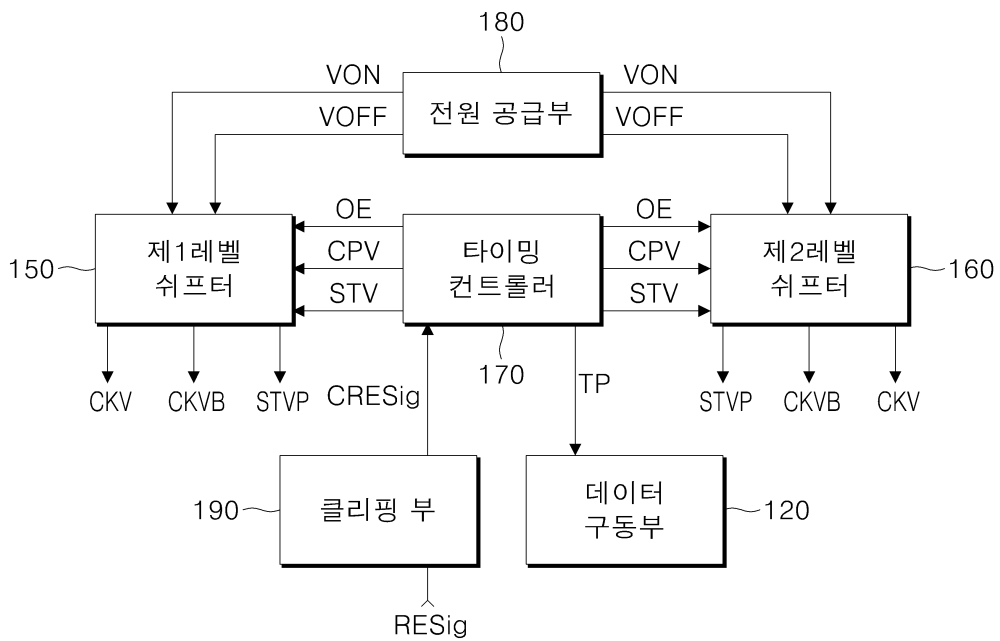 180
VON
VON
전원 공급부
VOFF
VOFF
OE
OE
제1레벨
쉬프터
타이밍
컨트롤러
제2레벨
쉬프터
CPV
CPV
150
160
STV
STV
170
CKV
CKVB
STVP
CRESig
TP
STVP
CKVB
CKV
190
클리핑 부
데이터
구동부
120
RESig